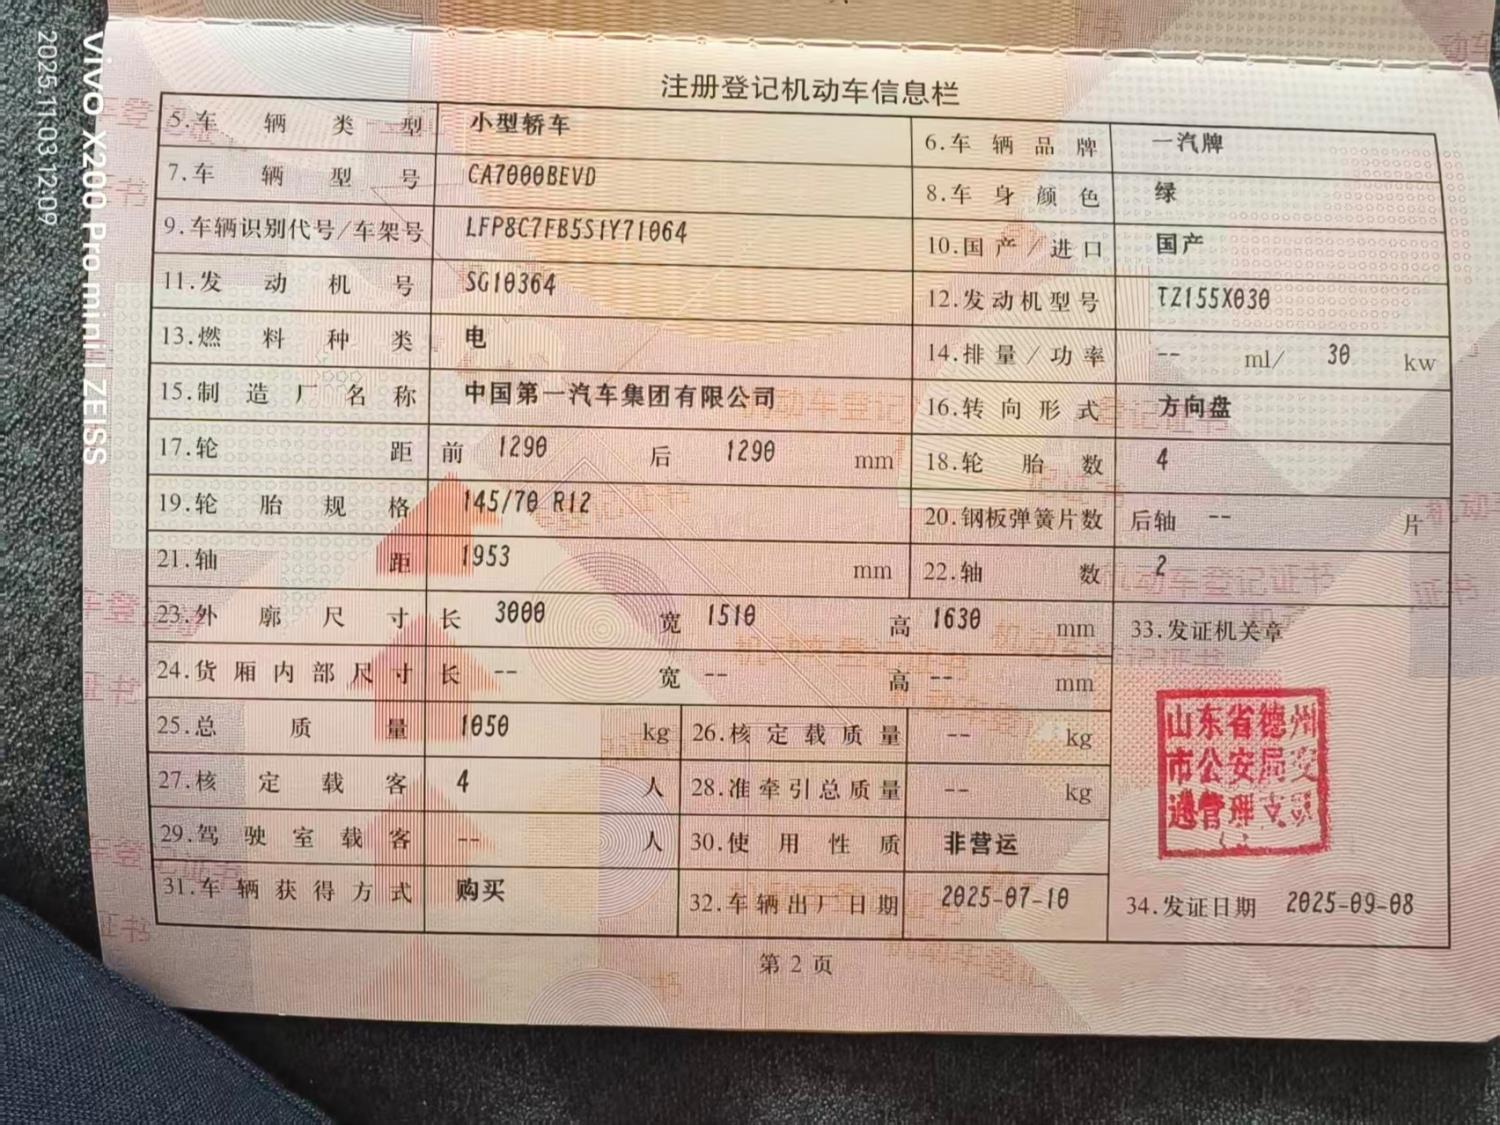 注册登记机动车信息栏
5.车辆类型 小型轿车 6.车辆品牌 一汽牌
7.车辆型号 CA7000BEVD 8.车身颜色 绿
9.车辆识别代号/车架号 LFP8C7FB5S1Y71064 10.国产/进口 国产
11.发动机号 SG10364 12.发动机型号 TZ155X030
13.燃料种类 电 14.排量/功率 -- ml/ 30 kw
15.制造厂名称 中国第一汽车集团有限公司 16.转向形式 方向盘
17.轮距 前 1290 后 1290 mm 18.轮胎数 4
19.轮胎规格 145/70 R12 20.钢板弹簧片数 后轴 -- 片
21.轴距 1953 mm 22.轴数 2
23.外廓尺寸 长 3000 宽 1510 高 1630 mm 33.发证机关章
24.货厢内部尺寸 长 -- 宽 -- 高 -- mm
25.总质量 1050 kg 26.核定载质量 -- kg
山东省德州
市公安局交
通管理支队
27.核定载客 4 人 28.准牵引总质量 -- kg
29.驾驶室载客 -- 人 30.使用性质 非营运
31.车辆获得方式 购买 32.车辆出厂日期 2025-07-10 34.发证日期 2025-09-08
第 2 页
vivo X200 Pro mini | ZEISS
2025.11.03 12:09